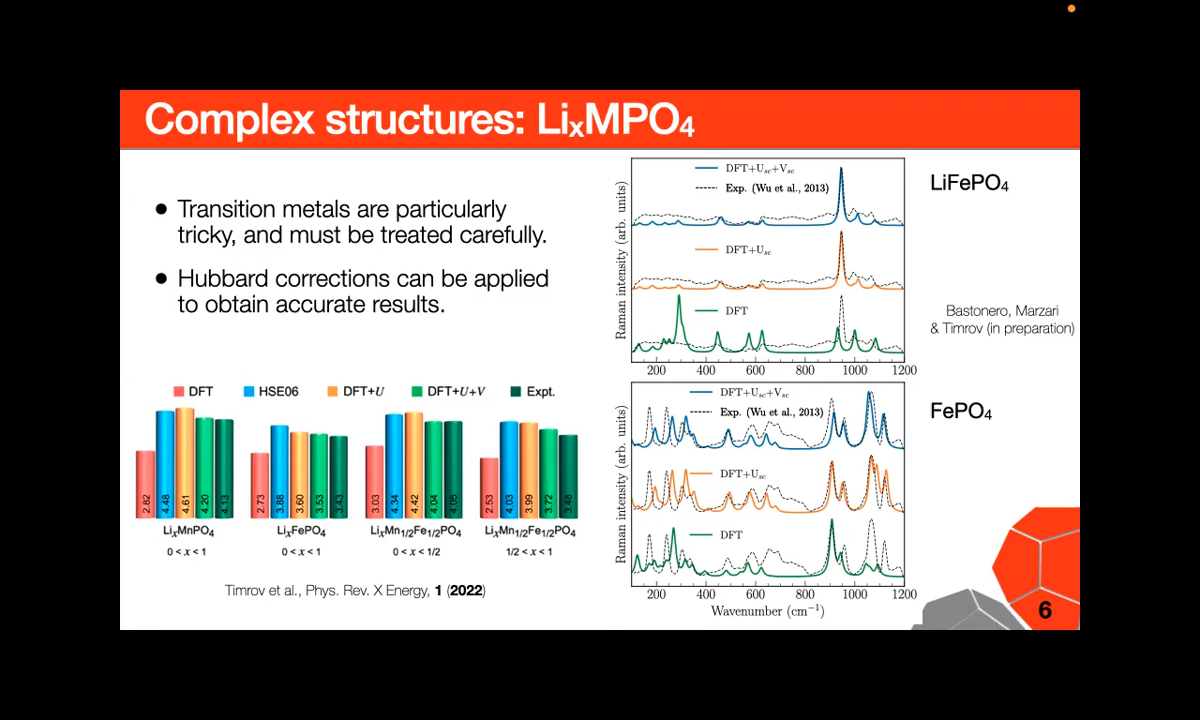 Complex structures: LixMPO4
● Transition metals are particularly
tricky, and must be treated carefully.
● Hubbard corrections can be applied
to obtain accurate results.
DFT HSE06 DFT+U DFT+U+V Expt.
2.82 4.48 4.61 4.20 4.13
2.73 3.88 3.60 3.53 3.43
3.03 4.34 4.42 4.04 4.05
2.53 4.03 3.99 3.72 3.48
LixMnPO4 LixFePO4 LixMn1/2Fe1/2PO4 LixMn1/2Fe1/2PO4
0 < x < 1 0 < x < 1 0 < x < 1/2 1/2 < x < 1
Timrov et al., Phys. Rev. X Energy, 1 (2022)
Raman intensity (arb. units)
DFT+Usc+Vsc
Exp. (Wu et al., 2013)
DFT+Usc
DFT
200 400 600 800 1000 1200
LiFePO4
Bastonero, Marzari
& Timrov (in preparation)
Raman intensity (arb. units)
DFT+Usc+Vsc
Exp. (Wu et al., 2013)
DFT+Usc
DFT
200 400 600 800 1000 1200
Wavenumber (cm−1)
FePO4
6